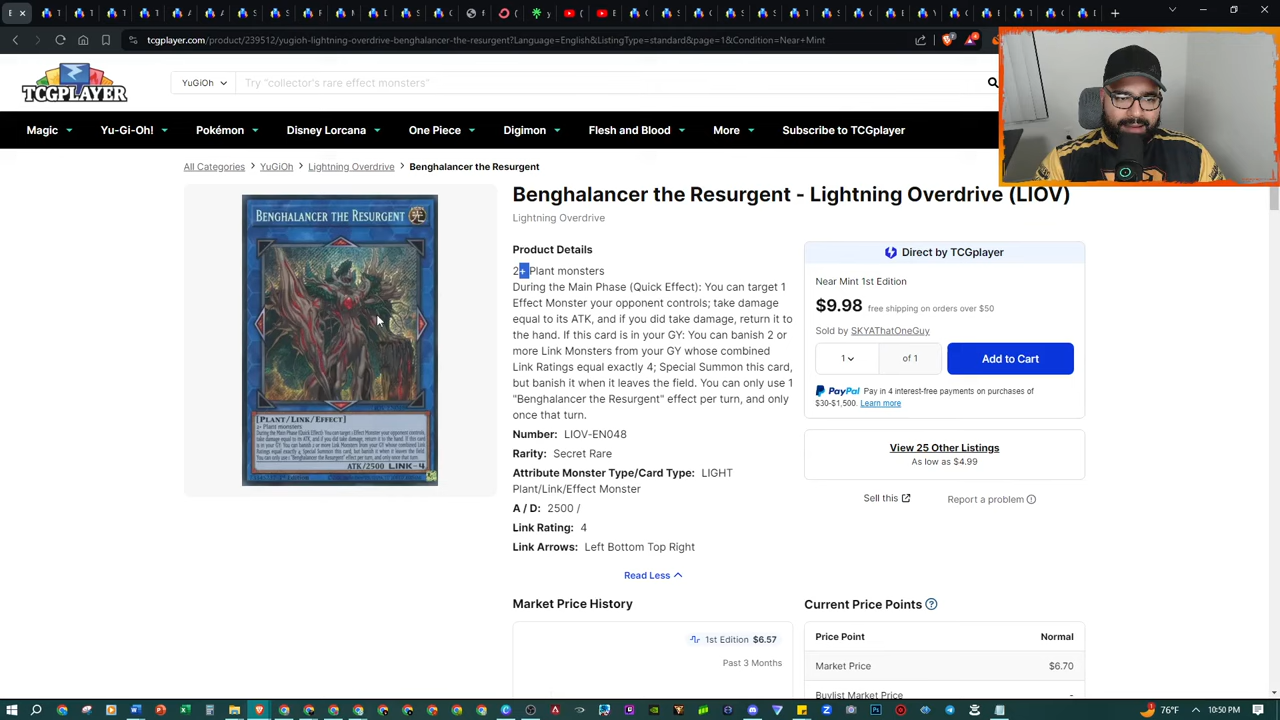 tcgplayer.com/product/239512/yugioh-lightning-overdrive-benghalancer-the-resurgent?Language=English&ListingType=standard&page=1&Condition=Near+Mint
TCGPLAYER
YuGiOh
Try "collector's rare effect monsters"
Magic
Yu-Gi-Oh!
Pokémon
Disney Lorcana
One Piece
Digimon
Flesh and Blood
More
Subscribe to TCGplayer
All Categories > YuGiOh > Lightning Overdrive > Benghalancer the Resurgent
BENGHALANCER THE RESURGENT
[PLANT/LINK/EFFECT]
2+ Plant monsters
ATK/2500 LINK-4
Benghalancer the Resurgent - Lightning Overdrive (LIOV)
Lightning Overdrive
Product Details
2+ Plant monsters
During the Main Phase (Quick Effect): You can target 1
Effect Monster your opponent controls; take damage
equal to its ATK, and if you did take damage, return it to
the hand. If this card is in your GY: You can banish 2 or
more Link Monsters from your GY whose combined
Link Ratings equal exactly 4; Special Summon this card,
but banish it when it leaves the field. You can only use 1
"Benghalancer the Resurgent" effect per turn, and only
once that turn.
Number: LIOV-EN048
Rarity: Secret Rare
Attribute Monster Type/Card Type: LIGHT
Plant/Link/Effect Monster
A / D: 2500 /
Link Rating: 4
Link Arrows: Left Bottom Top Right
Read Less
Market Price History
1st Edition $6.57
Past 3 Months
Direct by TCGplayer
Near Mint 1st Edition
$9.98 free shipping on orders over $50
Sold by SKYAThatOneGuy
1 of 1
Add to Cart
PayPal Pay in 4 interest-free payments on purchases of
$30-$1,500. Learn more
View 25 Other Listings
As low as $4.99
Sell this
Report a problem
Current Price Points
Price Point Normal
Market Price $6.70
Buylist Market Price -
76°F
10:50 PM